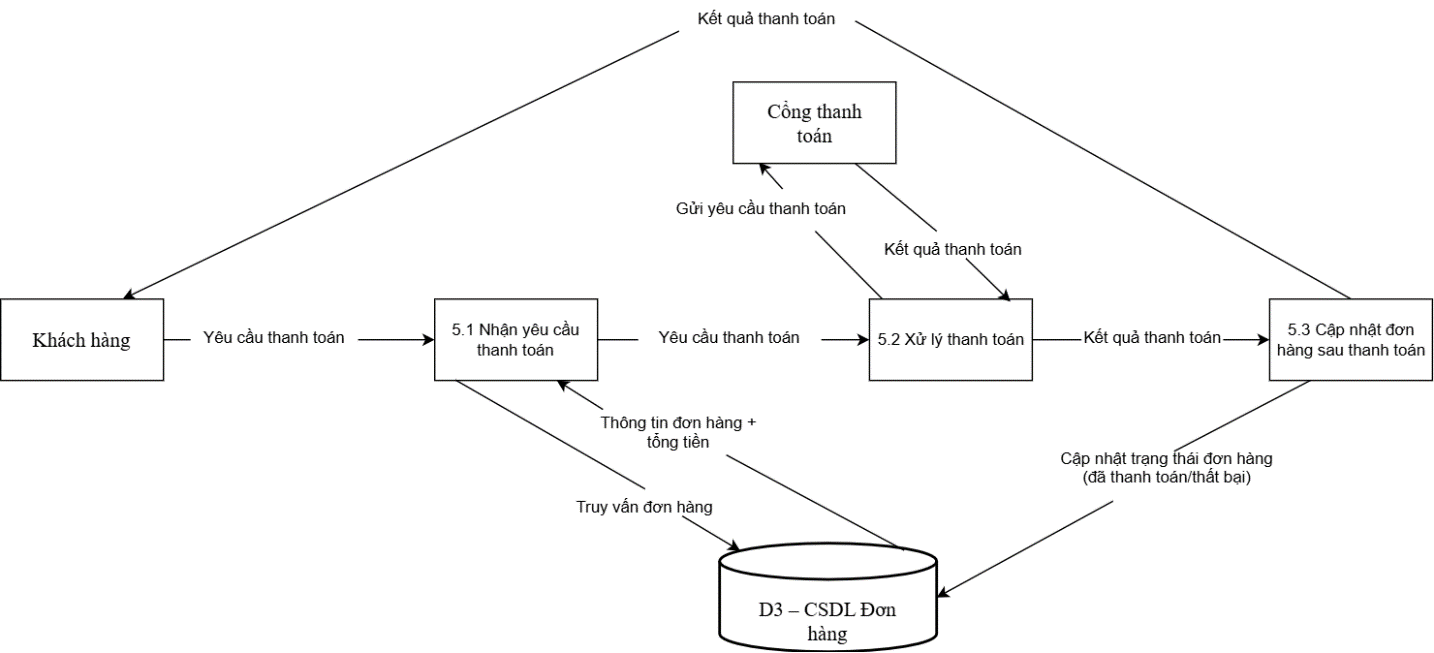 Kết quả thanh toán
Cổng thanh
toán
Gửi yêu cầu thanh toán
Kết quả thanh toán
Khách hàng
Yêu cầu thanh toán
5.1 Nhận yêu cầu
thanh toán
Yêu cầu thanh toán
5.2 Xử lý thanh toán
Kết quả thanh toán
5.3 Cập nhật đơn
hàng sau thanh toán
Thông tin đơn hàng +
tổng tiền
Cập nhật trạng thái đơn hàng
(đã thanh toán/thất bại)
Truy vấn đơn hàng
D3 – CSDL Đơn
hàng